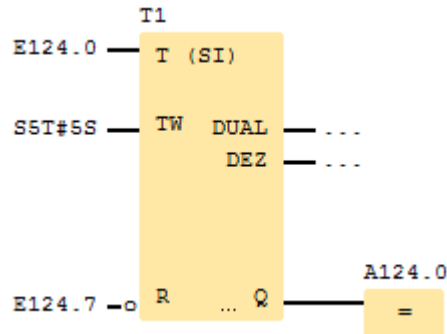 T1
E124.0 T (SI)
S5T#5S TW DUAL ...
DEZ ...
A124.0
E124.7 R ... Q
=